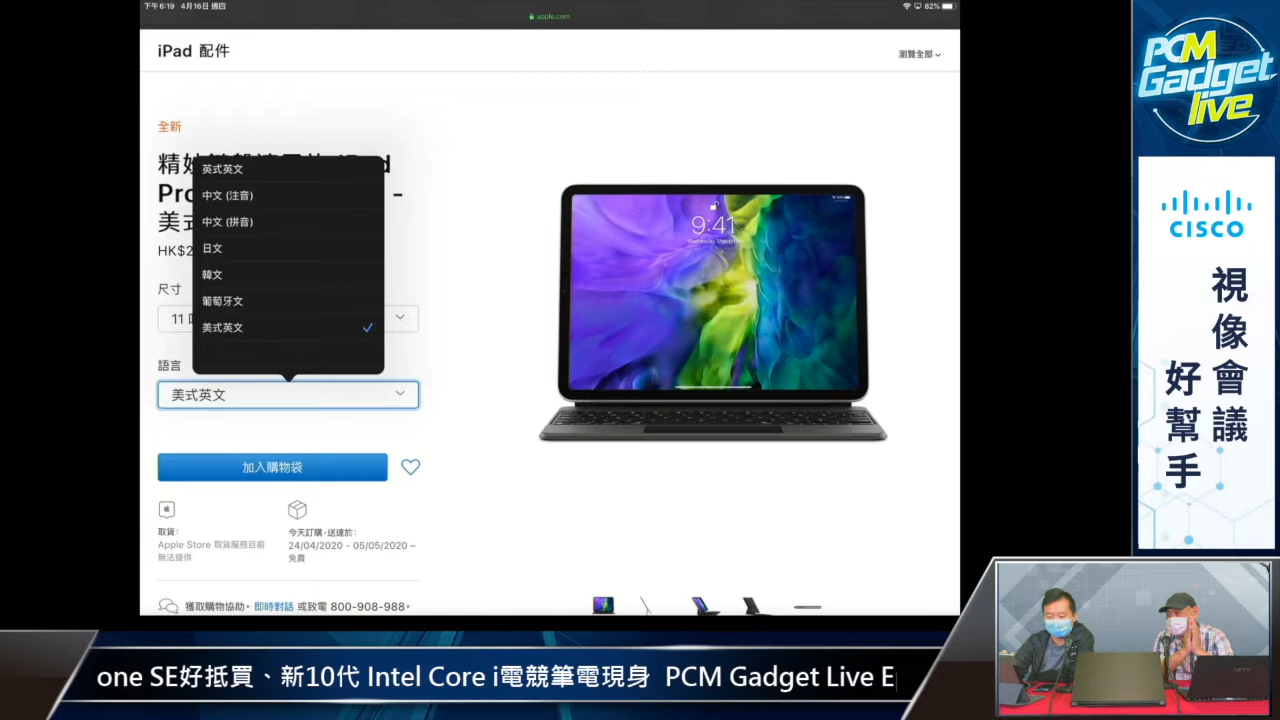 下午6:19 4月16日 週四
apple.com
82%
iPad 配件
瀏覽全部
全新
精妙
Pro
-
美式
HK$2
尺寸
11
語言
英式英文
中文 (注音)
中文 (拼音)
日文
韓文
葡萄牙文
美式英文
美式英文
加入購物袋
取貨：
Apple Store 取貨服務目前
無法提供
今天訂購，送達於：
24/04/2020 - 05/05/2020 –
免費
獲取購物協助。即時對話 或致電 800-908-988。
9:41
PCM
Gadget
live
CISCO
視像會議
好幫手
one SE好抵買、新10代 Intel Core i電競筆電現身 PCM Gadget Live E